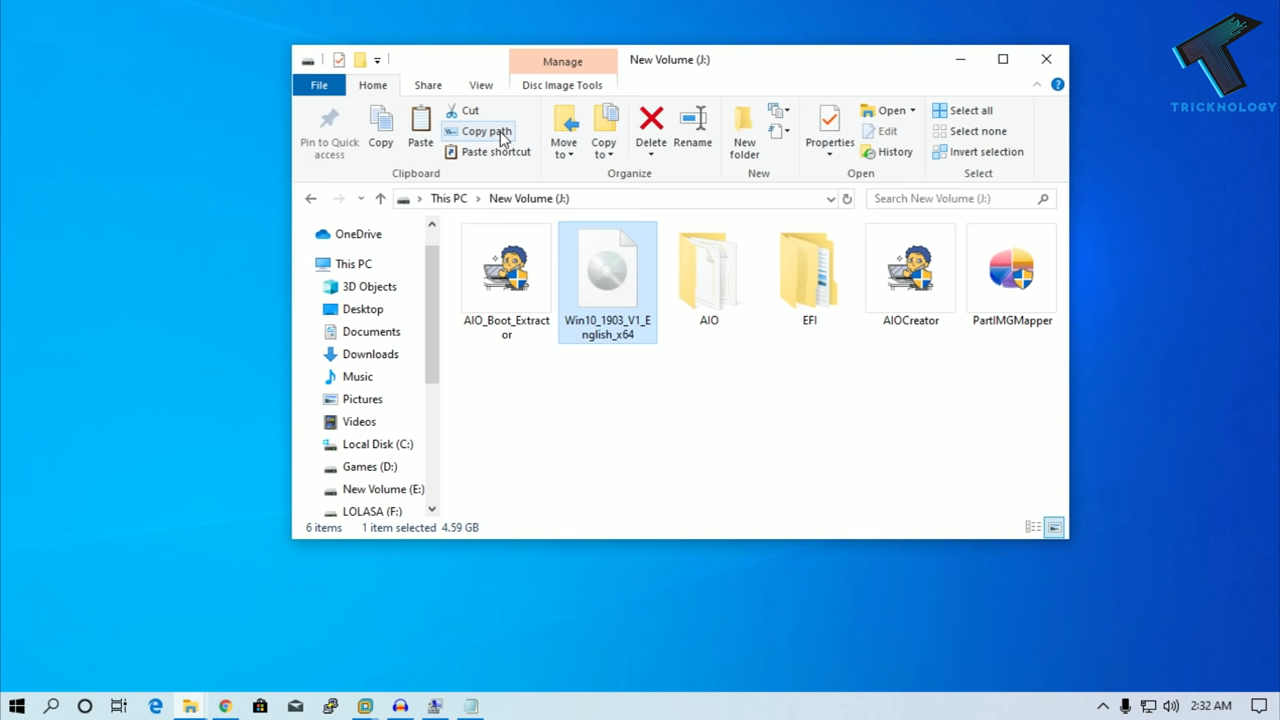 Manage
New Volume (J:)
File
Home
Share
View
Disc Image Tools
Pin to Quick
access
Copy
Paste
Cut
Copy path
Paste shortcut
Clipboard
Move
to
Copy
to
Delete
Rename
Organize
New
folder
New
Properties
Open
Edit
History
Open
Select all
Select none
Invert selection
Select
This PC
New Volume (J:)
Search New Volume (J:)
OneDrive
This PC
3D Objects
Desktop
Documents
Downloads
Music
Pictures
Videos
Local Disk (C:)
Games (D:)
New Volume (E:)
LOLASA (F:)
AIO_Boot_Extract
or
Win10_1903_V1_E
nglish_x64
AIO
EFI
AIOCreator
PartIMGMapper
6 items
1 item selected 4.59 GB
TRICKNOLOGY
2:32 AM